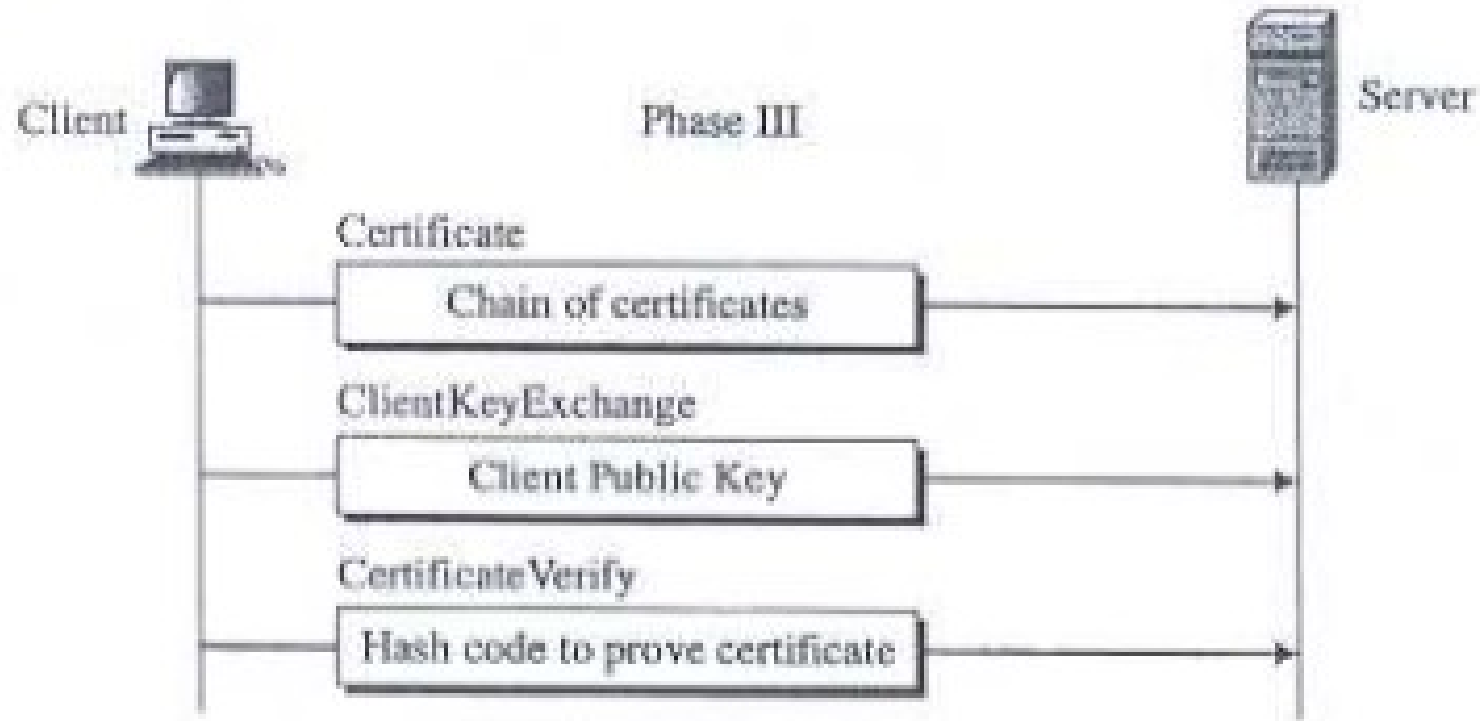 Client
Phase III
Server
Certificate
Chain of certificates
ClientKeyExchange
Client Public Key
CertificateVerify
Hash code to prove certificate